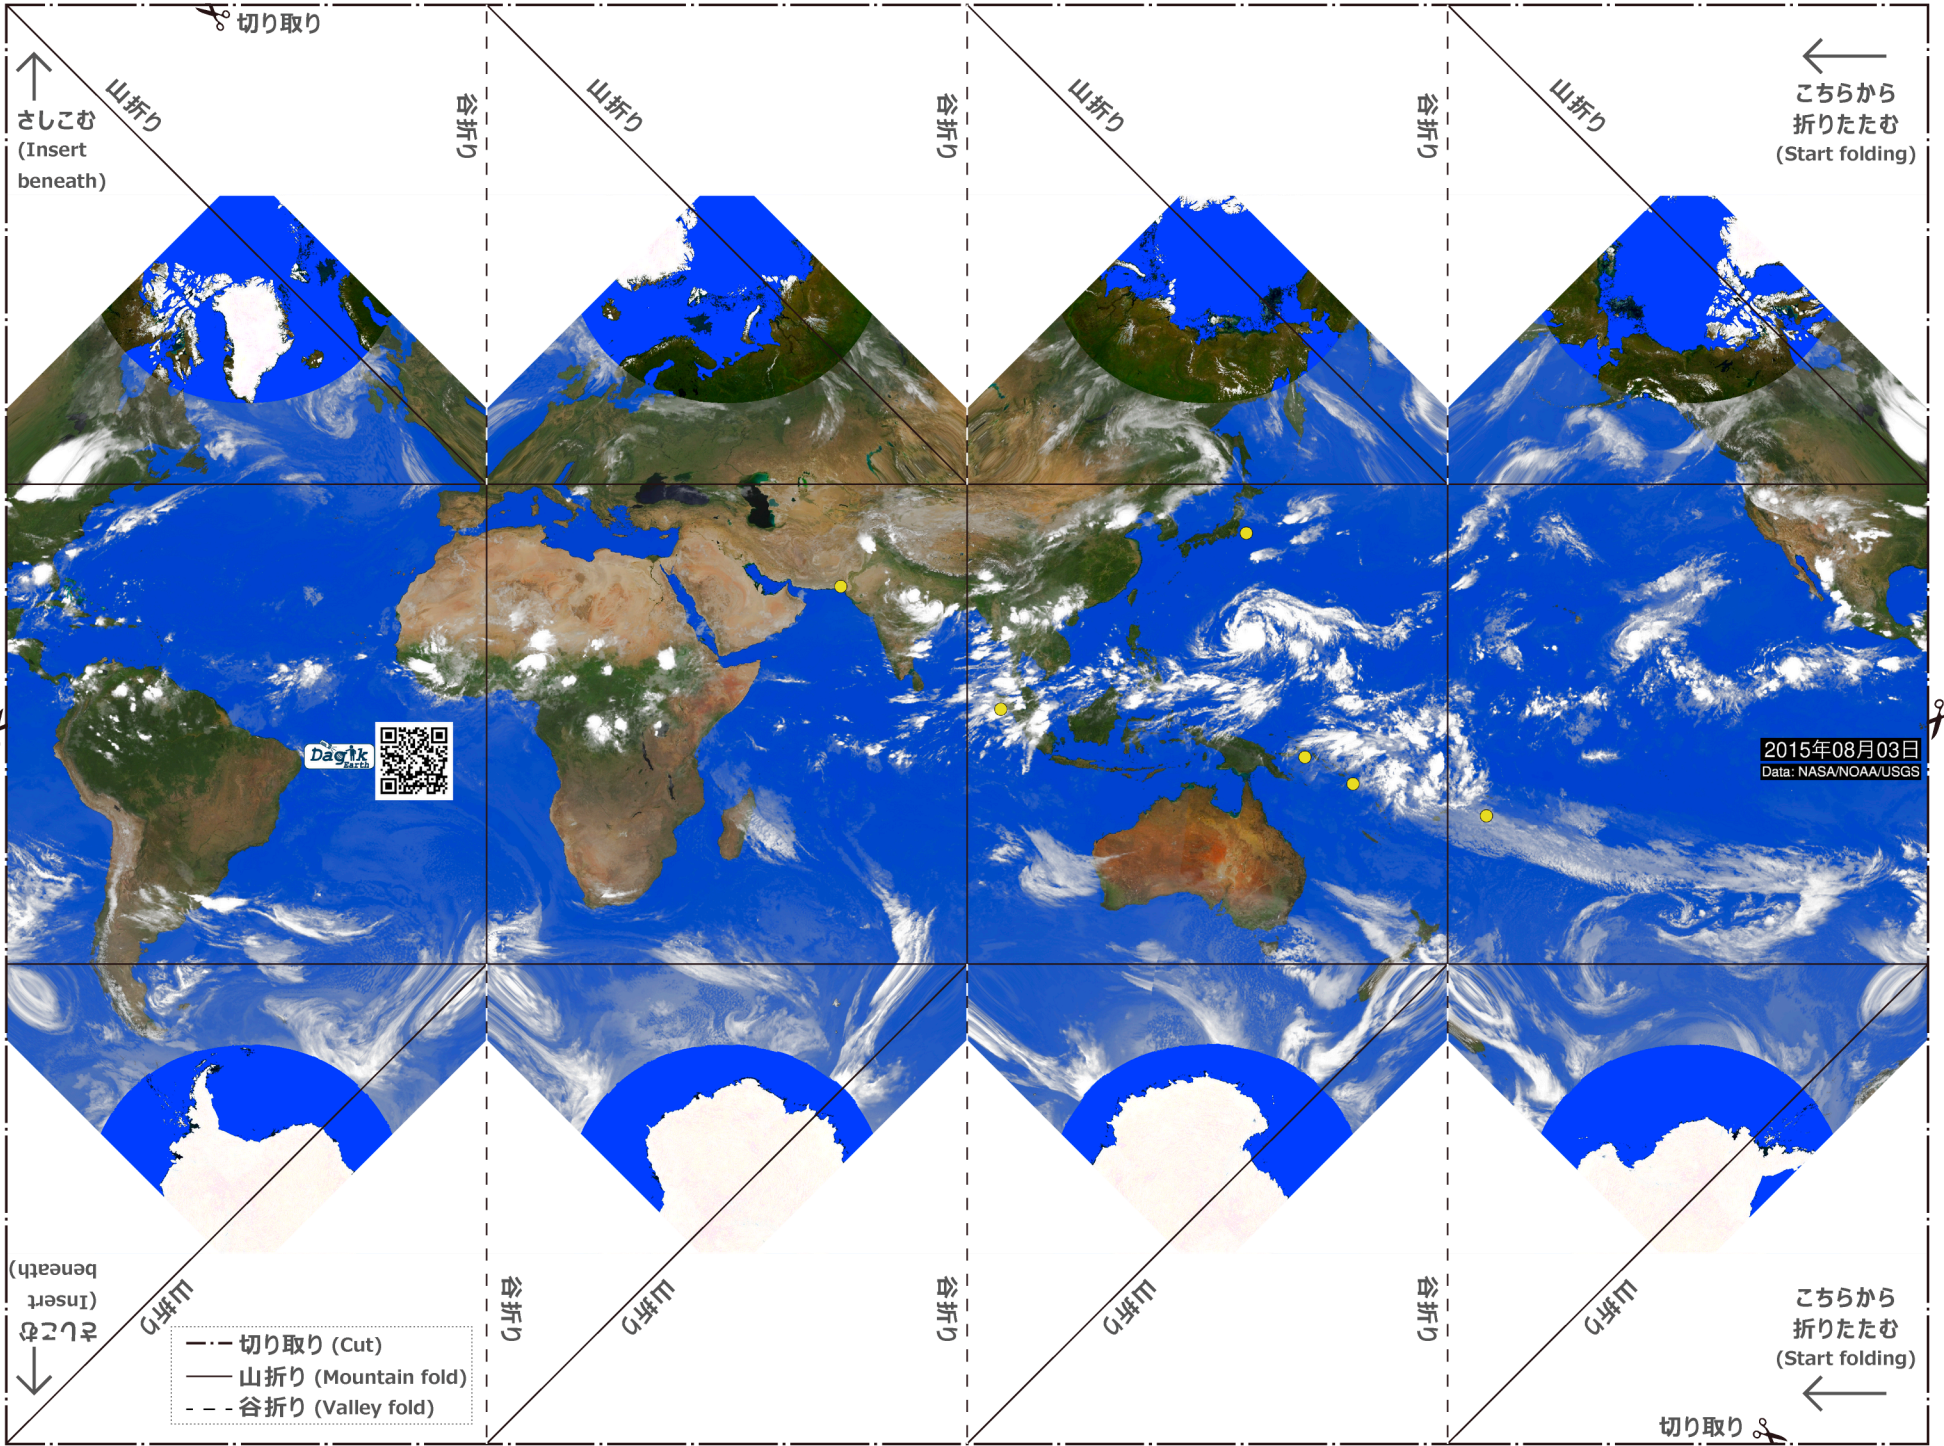 切り取り
山折り
谷折り
山折り
谷折り
山折り
谷折り
山折り
さしこむ
(Insert
beneath)
こちらから
折りたたむ
(Start folding)
Dagik
Earth
2015年08月03日
Data: NASA/NOAA/USGS
さしこむ
(Insert
beneath)
山折り
谷折り
山折り
谷折り
山折り
谷折り
山折り
こちらから
折りたたむ
(Start folding)
切り取り (Cut)
山折り (Mountain fold)
谷折り (Valley fold)
切り取り